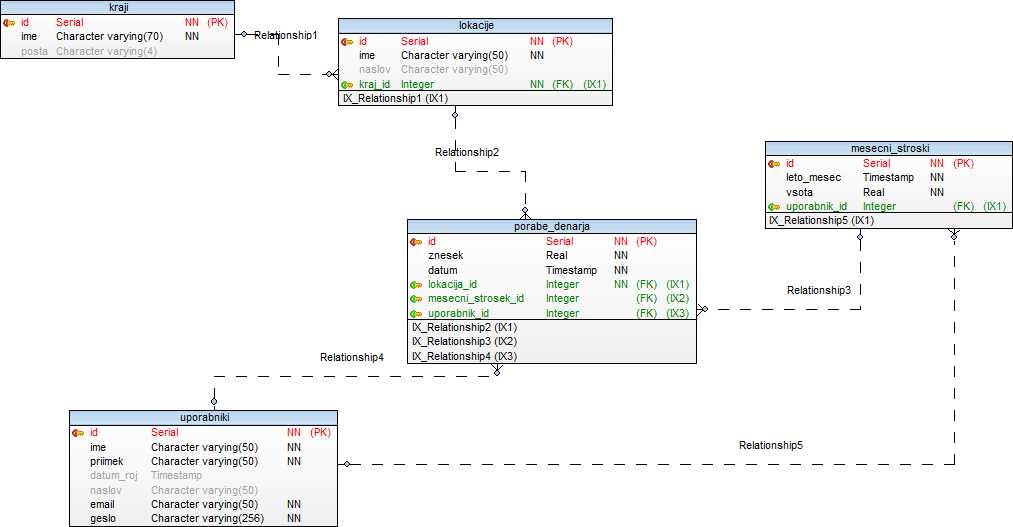 kraji
id Serial NN (PK)
ime Character varying(70) NN
posta Character varying(4)
Relationship1
lokacije
id Serial NN (PK)
ime Character varying(50) NN
naslov Character varying(50)
kraj_id Integer NN (FK) (IX1)
IX_Relationship1 (IX1)
Relationship2
mesecni_stroski
id Serial NN (PK)
leto_mesec Timestamp NN
vsota Real NN
uporabnik_id Integer (FK) (IX1)
IX_Relationship5 (IX1)
porabe_denarja
id Serial NN (PK)
znesek Real NN
datum Timestamp NN
lokacija_id Integer NN (FK) (IX1)
mesecni_strosek_id Integer (FK) (IX2)
uporabnik_id Integer (FK) (IX3)
IX_Relationship2 (IX1)
IX_Relationship3 (IX2)
IX_Relationship4 (IX3)
Relationship3
Relationship4
uporabniki
id Serial NN (PK)
ime Character varying(50) NN
priimek Character varying(50) NN
datum_roj Timestamp
naslov Character varying(50)
email Character varying(50) NN
geslo Character varying(256) NN
Relationship5